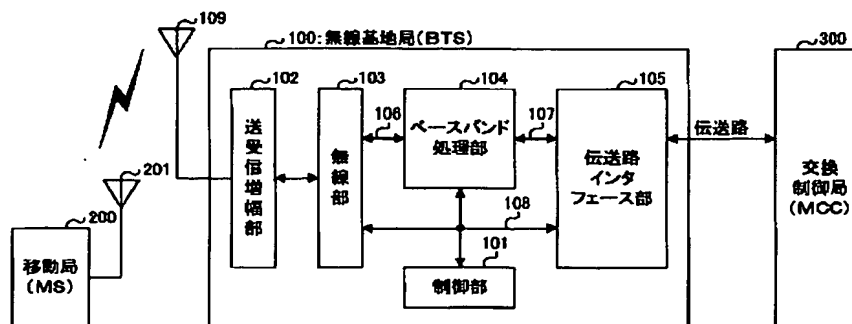 109
100:無線基地局(BTS)
300
102
103
104
105
送受信増幅部
無線部
106
ベースバンド
処理部
107
伝送路
インタ
フェース部
伝送路
交換
制御局
(MCC)
201
200
移動局
(MS)
108
101
制御部